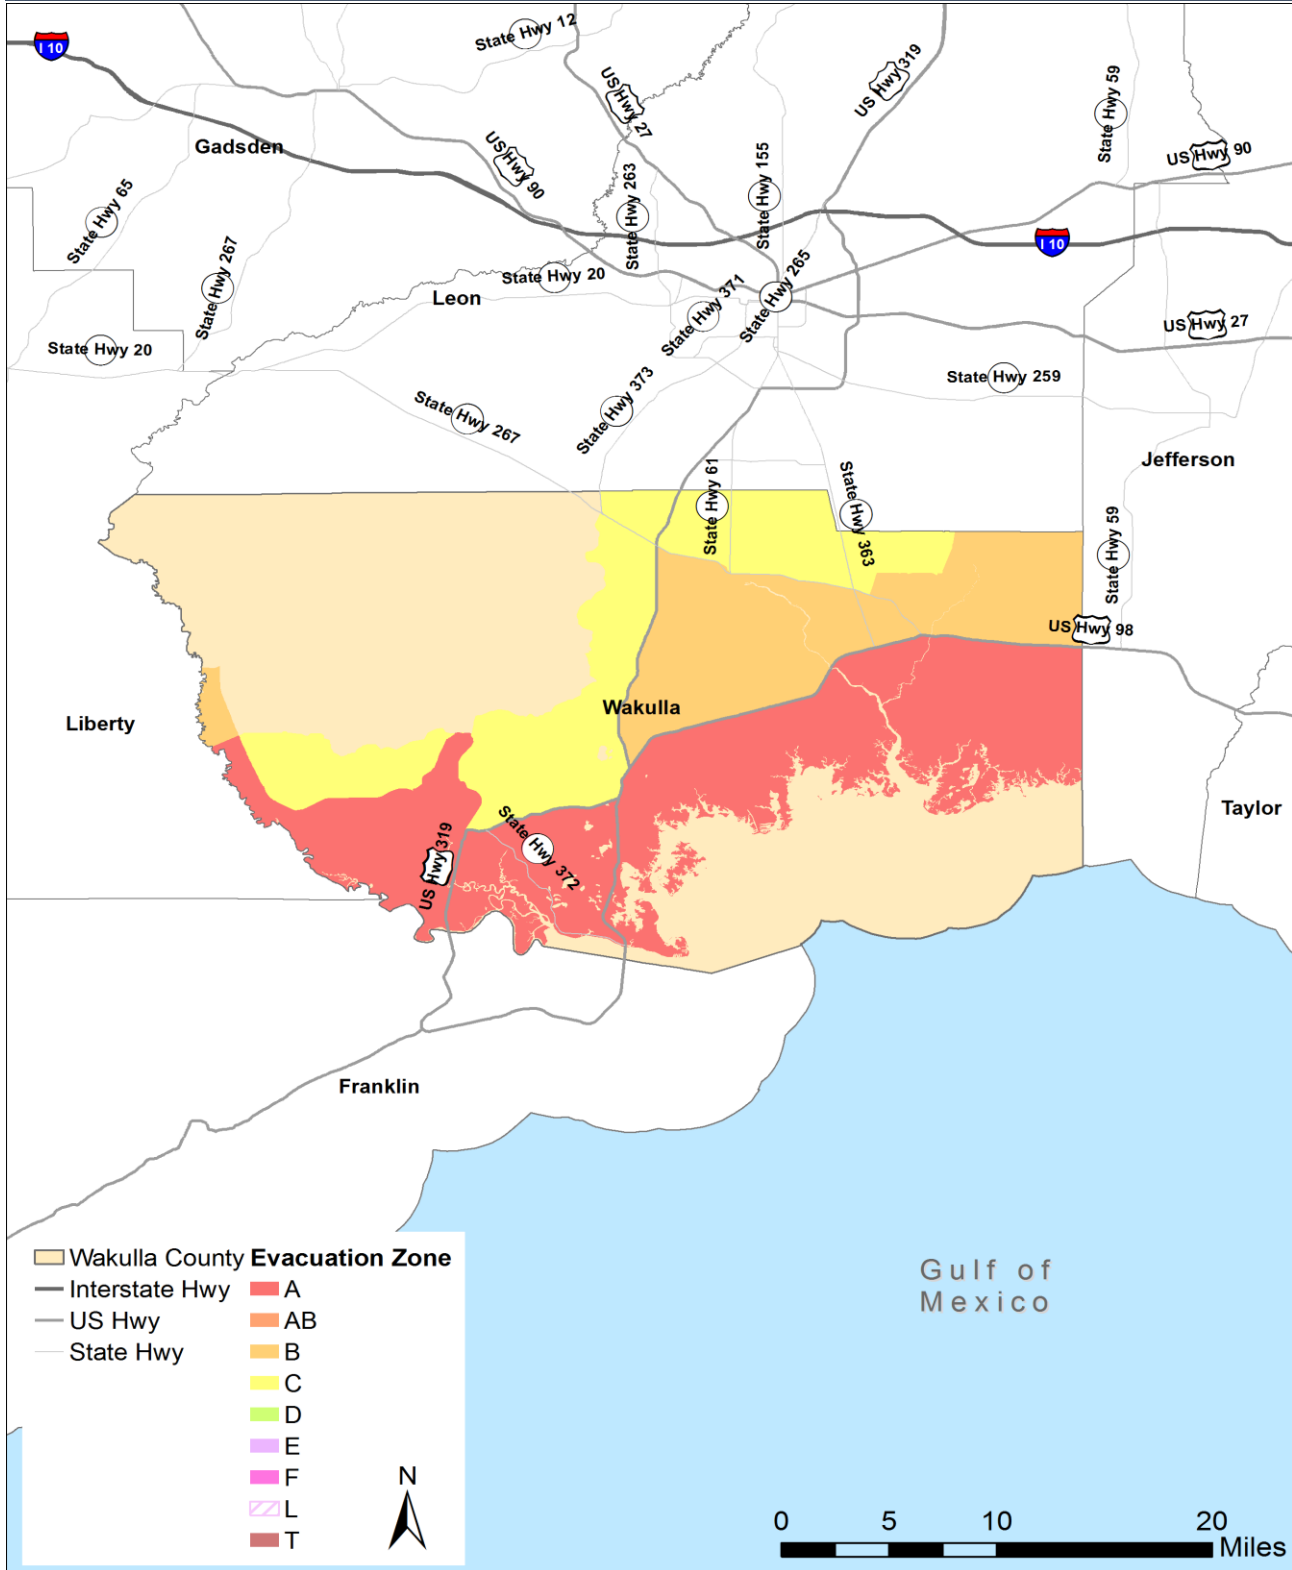 State Hwy 12
I 10
US Hwy 27
US Hwy 319
State Hwy 59
Gadsden
US Hwy 90
State Hwy 155
US Hwy 90
State Hwy 263
State Hwy 65
I 10
State Hwy 267
State Hwy 20
State Hwy 265
Leon
State Hwy 371
US Hwy 27
State Hwy 20
State Hwy 259
State Hwy 373
State Hwy 267
Jefferson
State Hwy 61
State Hwy 363
State Hwy 59
US Hwy 98
Wakulla
Liberty
Taylor
State Hwy 372
US Hwy 319
Franklin
Gulf of
Mexico
Wakulla County
Interstate Hwy
US Hwy
State Hwy
Evacuation Zone
A
AB
B
C
D
E
F
L
T
N
0 5 10 20
Miles